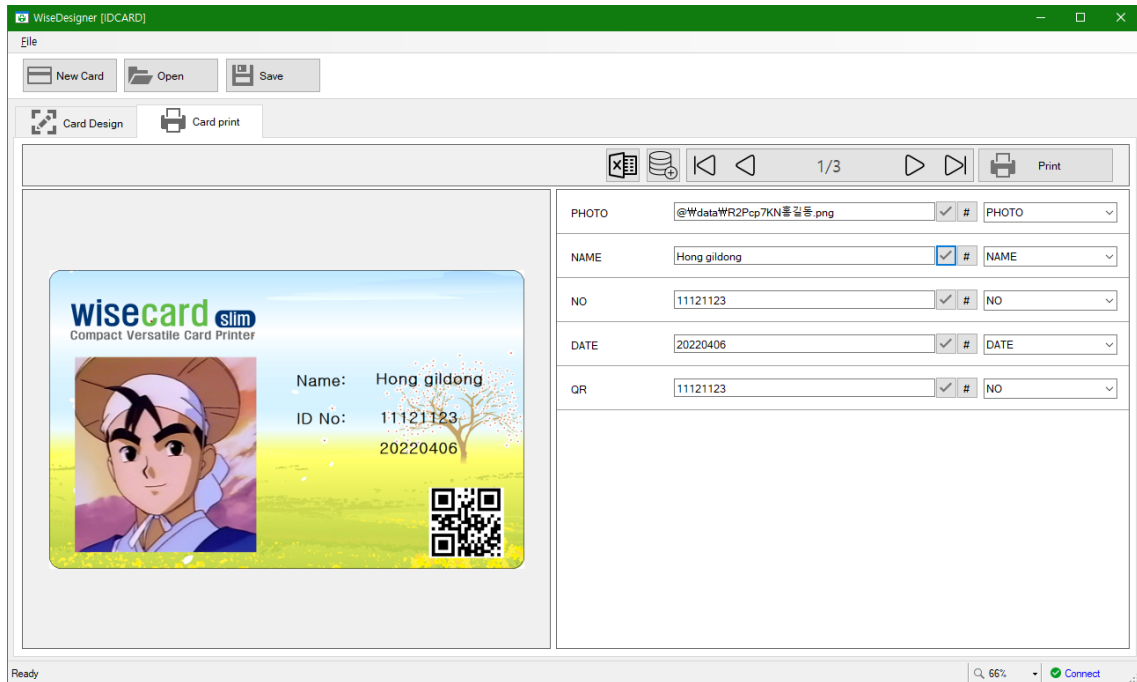 WiseDesigner [IDCARD]
File
New Card
Open
Save
Card Design
Card print
1/3
Print
PHOTO
@₩data₩R2Pcp7KN홍길동.png
#
PHOTO
NAME
Hong gildong
#
NAME
NO
11121123
#
NO
DATE
20220406
#
DATE
QR
11121123
#
NO
wisecard slim
Compact Versatile Card Printer
Name: Hong gildong
ID No: 11121123
20220406
Ready
66%
Connect